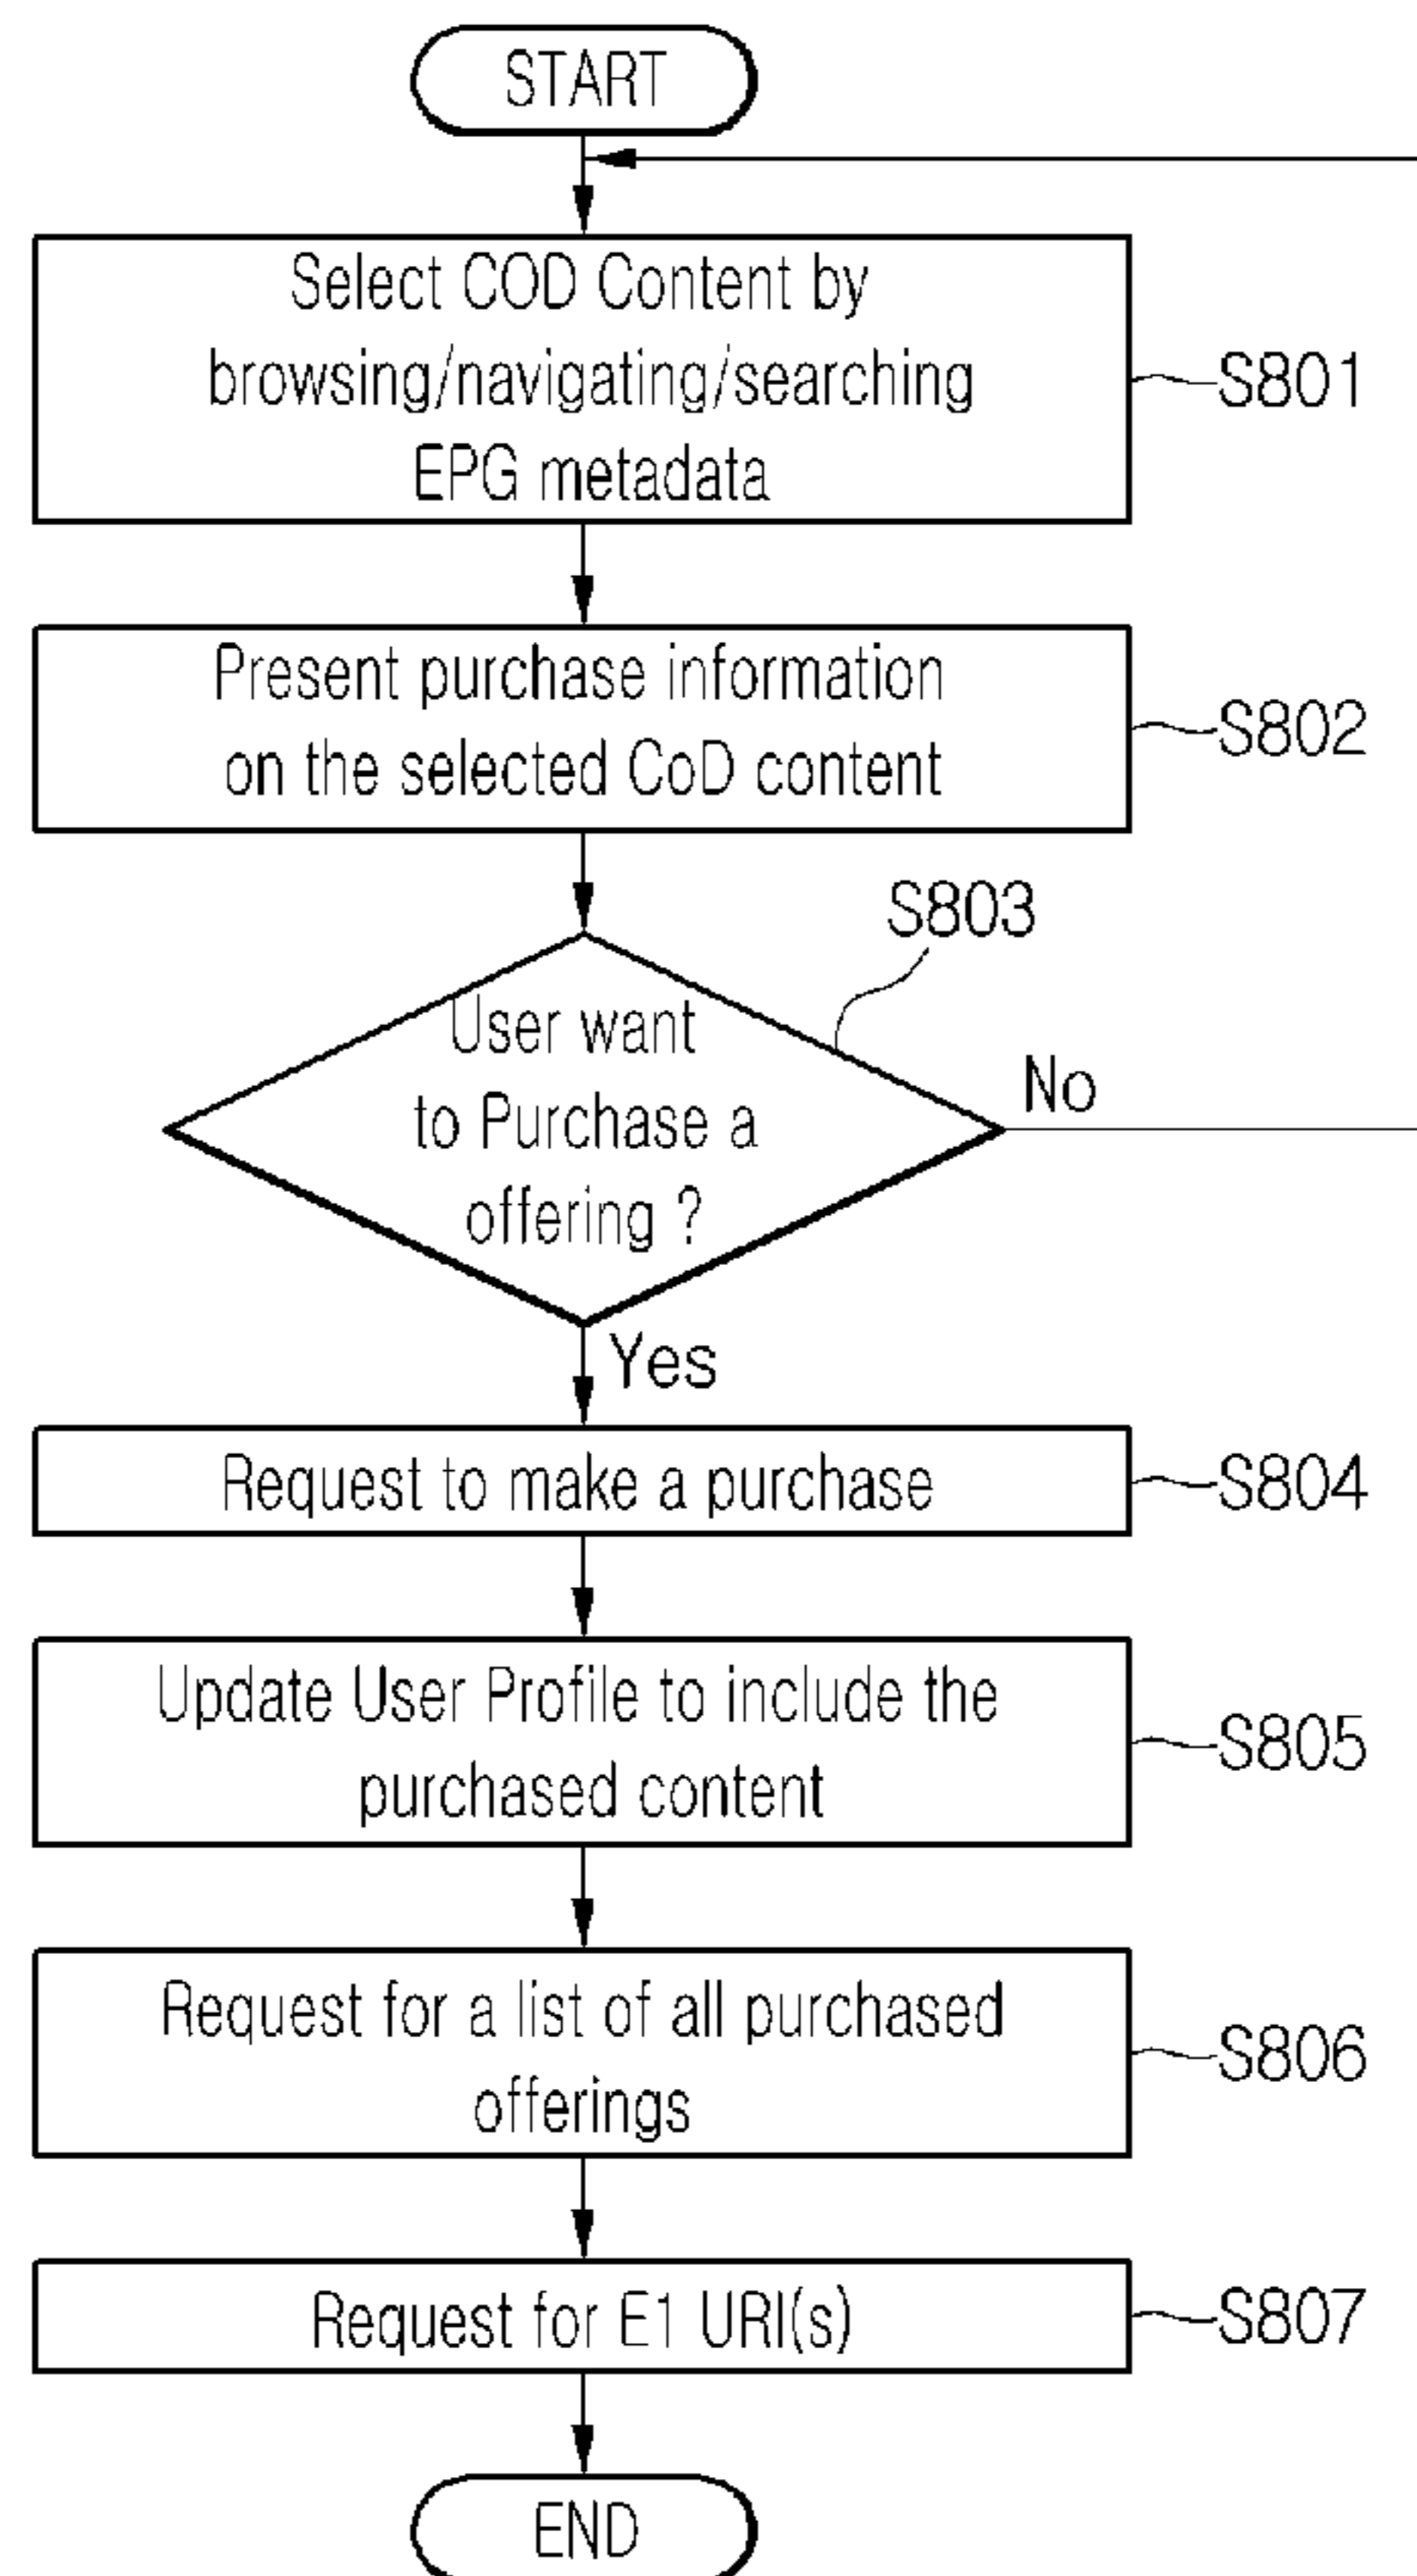 START
Select COD Content by
browsing/navigating/searching
EPG metadata
S801
Present purchase information
on the selected CoD content
S802
S803
User want
to Purchase a
offering ?
No
Yes
Request to make a purchase
S804
Update User Profile to include the
purchased content
S805
Request for a list of all purchased
offerings
S806
Request for E1 URI(s)
S807
END